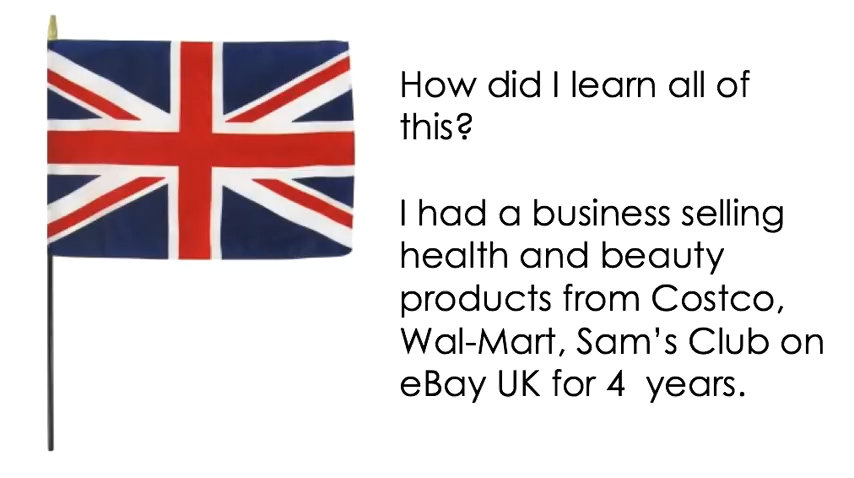 How did I learn all of
this?
I had a business selling
health and beauty
products from Costco,
Wal-Mart, Sam's Club on
eBay UK for 4  years.